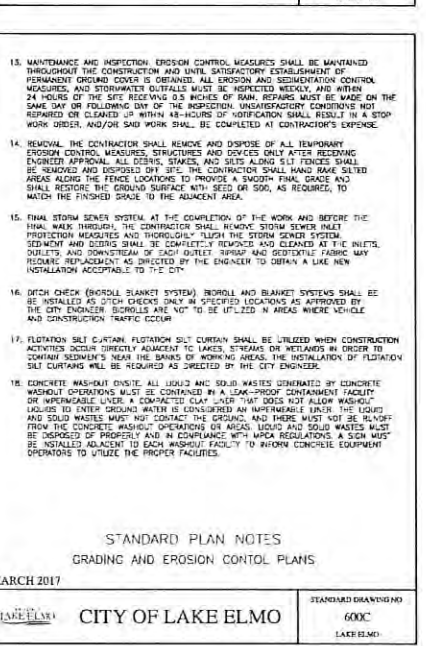 13. MAINTENANCE AND INSPECTION. EROSION CONTROL MEASURES SHALL BE MAINTAINED
THROUGHOUT THE CONSTRUCTION AND UNTIL SATISFACTORY ESTABLISHMENT OF
PERMANENT GROUND COVER IS OBTAINED. ALL EROSION AND SEDIMENTATION CONTROL
MEASURES, AND STORMWATER OUTFALLS MUST BE INSPECTED WEEKLY, AND WITHIN
24 HOURS OF THE SITE RECEIVING 0.5 INCHES OF RAIN. REPAIRS MUST BE MADE ON THE
SAME DAY OR FOLLOWING DAY OF THE INSPECTION. UNSATISFACTORY CONDITIONS NOT
REPAIRED OR CLEANED UP WITHIN 48-HOURS OF NOTIFICATION SHALL RESULT IN A STOP
WORK ORDER, AND/OR SAID WORK SHALL BE COMPLETED AT CONTRACTOR'S EXPENSE.
14. REMOVAL. THE CONTRACTOR SHALL REMOVE AND DISPOSE OF ALL TEMPORARY
EROSION CONTROL MEASURES, STRUCTURES AND DEVICES ONLY AFTER RECEIVING
ENGINEER APPROVAL. ALL DEBRIS, STAKES, AND SILTS ALONG SILT FENCES SHALL
BE REMOVED AND DISPOSED OFF SITE. THE CONTRACTOR SHALL HAND RAKE SILTED
AREAS ALONG THE FENCE LOCATIONS TO PROVIDE A SMOOTH FINAL GRADE AND
SHALL RESTORE THE GROUND SURFACE WITH SEED OR SOD, AS REQUIRED, TO
MATCH THE FINISHED GRADE TO THE ADJACENT AREA.
15. FINAL STORM SEWER SYSTEM. AT THE COMPLETION OF THE WORK AND BEFORE THE
FINAL WALK THROUGH, THE CONTRACTOR SHALL REMOVE STORM SEWER INLET
PROTECTION MEASURES AND THOROUGHLY FLUSH THE STORM SEWER SYSTEM.
SEDIMENT AND DEBRIS SHALL BE COMPLETELY REMOVED AND CLEANED AT THE INLETS,
OUTLETS, AND DOWNSTREAM OF EACH OUTLET. RIPRAP AND GEOTEXTILE FABRIC MAY
REQUIRE REPLACEMENT AS DIRECTED BY THE ENGINEER TO OBTAIN A LIKE NEW
INSTALLATION ACCEPTABLE TO THE CITY
16. DITCH CHECK (BIOROLL BLANKET SYSTEM). BIOROLL AND BLANKET SYSTEMS SHALL BE
BE INSTALLED AS DITCH CHECKS ONLY IN SPECIFIED LOCATIONS AS APPROVED BY
THE CITY ENGINEER. BIOROLLS ARE NOT TO BE UTILIZED IN AREAS WHERE VEHICLE
AND CONSTRUCTION TRAFFIC OCCUR
17. FLOTATION SILT CURTAIN. FLOTATION SILT CURTAIN SHALL BE UTILIZED WHEN CONSTRUCTION
ACTIVITIES OCCUR DIRECTLY ADJACENT TO LAKES, STREAMS OR WETLANDS IN ORDER TO
CONTAIN SEDIMENTS NEAR THE BANKS OF WORKING AREAS. THE INSTALLATION OF FLOTATION
SILT CURTAINS WILL BE REQUIRED AS DIRECTED BY THE CITY ENGINEER.
18. CONCRETE WASHOUT ONSITE. ALL LIQUID AND SOLID WASTES GENERATED BY CONCRETE
WASHOUT OPERATIONS MUST BE CONTAINED IN A LEAK-PROOF CONTAINMENT FACILITY
OR IMPERMEABLE LINER. A COMPACTED CLAY LINER THAT DOES NOT ALLOW WASHOUT
LIQUIDS TO ENTER GROUND WATER IS CONSIDERED AN IMPERMEABLE LINER. THE LIQUID
AND SOLID WASTES MUST NOT CONTACT THE GROUND, AND THERE MUST NOT BE RUNOFF
FROM THE CONCRETE WASHOUT OPERATIONS OR AREAS. LIQUID AND SOLID WASTES MUST
BE DISPOSED OF PROPERLY AND IN COMPLIANCE WITH MPCA REGULATIONS. A SIGN MUST
BE INSTALLED ADJACENT TO EACH WASHOUT FACILITY TO INFORM CONCRETE EQUIPMENT
OPERATORS TO UTILIZE THE PROPER FACILITIES.
STANDARD PLAN NOTES
GRADING AND EROSION CONTOL PLANS
ARCH 2017
LAKE ELMO
CITY OF LAKE ELMO
STANDARD DRAWING NO
600C
LAKE ELMO